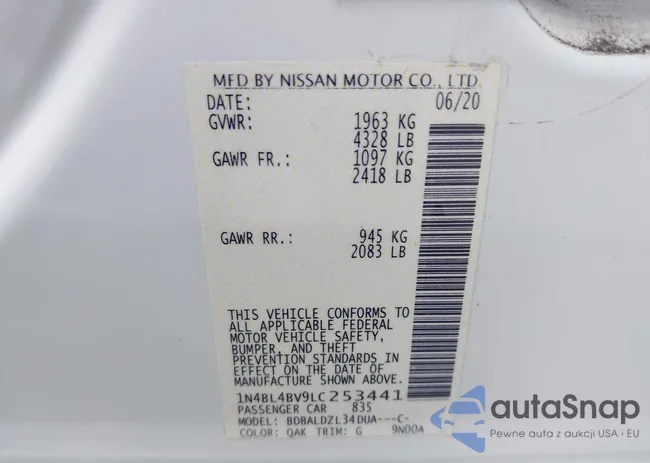 MFD BY NISSAN MOTOR CO., LTD.
DATE: 06/20
GVWR: 1963 KG
4328 LB
GAWR FR.: 1097 KG
2418 LB
GAWR RR.: 945 KG
2083 LB
THIS VEHICLE CONFORMS TO
ALL APPLICABLE FEDERAL
MOTOR VEHICLE SAFETY,
BUMPER, AND THEFT
PREVENTION STANDARDS IN
EFFECT ON THE DATE OF
MANUFACTURE SHOWN ABOVE.
1N4BL4BV9LC253441
PASSENGER CAR 835
MODEL: BDBALDZL34DUA---C-
COLOR: QAK TRIM: G 9N00A
autoSnap
Pewne auta z aukcji USA i EU